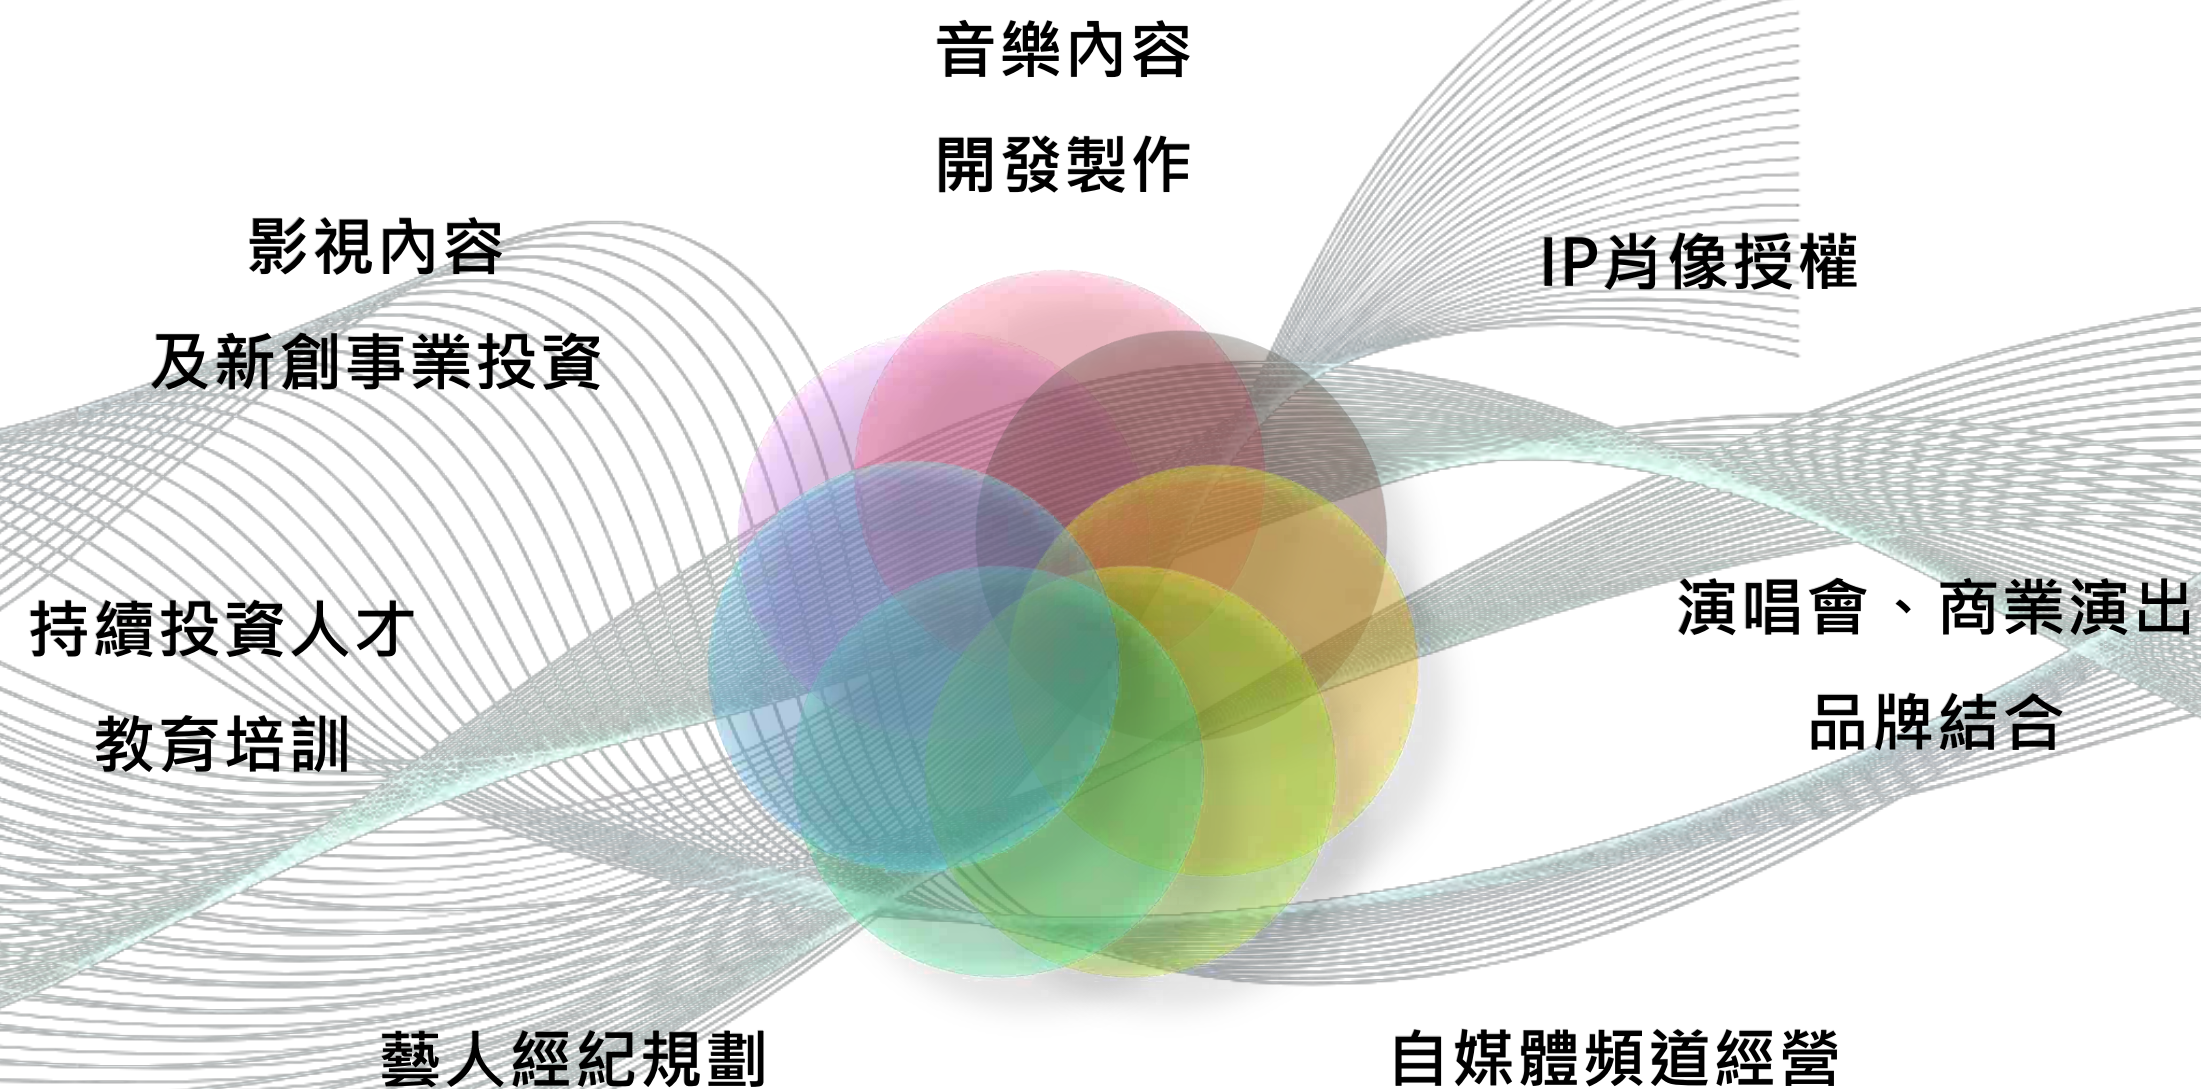 音樂內容
開發製作
影視內容
及新創事業投資
IP肖像授權
持續投資人才
教育培訓
演唱會、商業演出
品牌結合
藝人經紀規劃
自媒體頻道經營